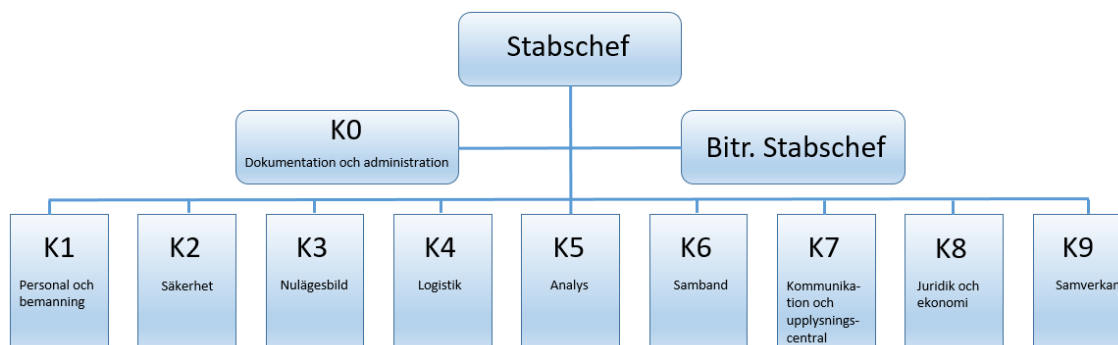 Stabschef
K0
Dokumentation och administration
Bitr. Stabschef
K1
Personal och
bemanning
K2
Säkerhet
K3
Nulägesbild
K4
Logistik
K5
Analys
K6
Samband
K7
Kommunika-
tion och
upplysnings-
central
K8
Juridik och
ekonomi
K9
Samverkan